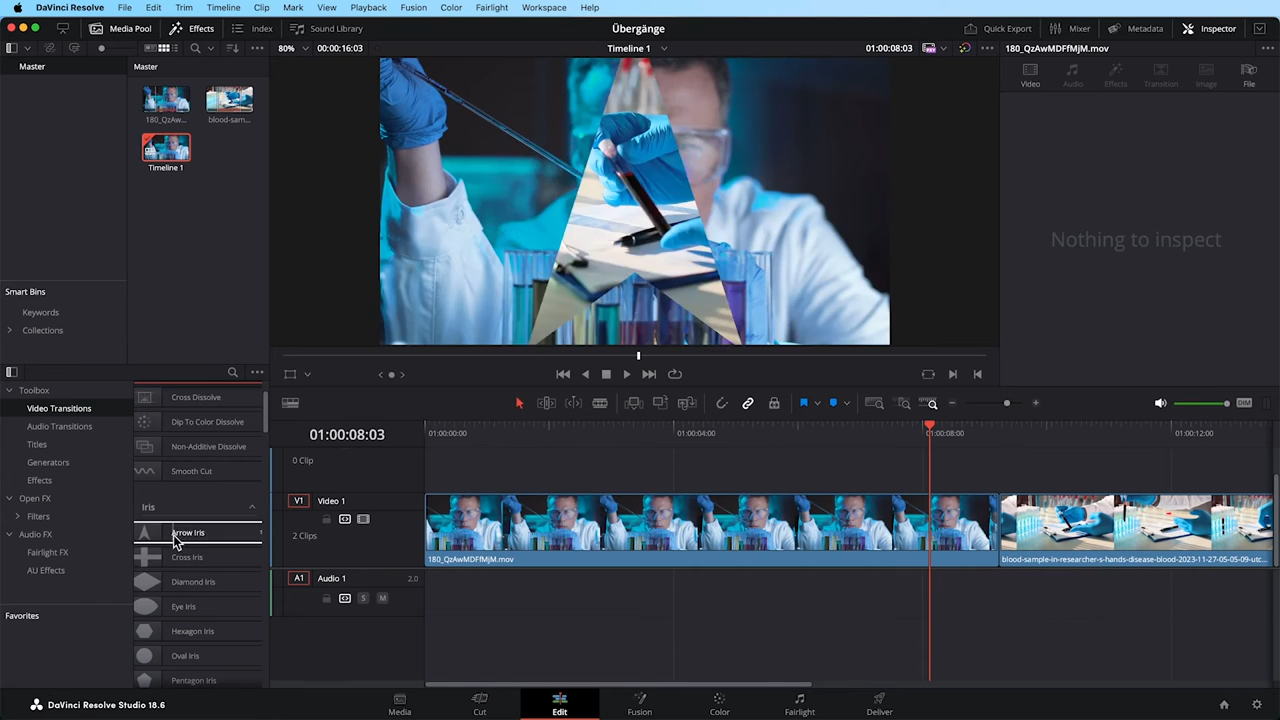 DaVinci Resolve File Edit Trim Timeline Clip Mark View Playback Fusion Color Fairlight Workspace Help
Media Pool Effects Index Sound Library Übergänge Quick Export Mixer Metadata Inspector
80% 00:00:16:03 Timeline 1 01:00:08:03 180_QzAwMDFfMjM.mov
Master Master
Video Audio Effects Transition Image File
180_QzAw... blood-sam...
Timeline 1
Nothing to inspect
Smart Bins
Keywords
Collections
Toolbox
Video Transitions
Audio Transitions
Titles
Generators
Effects
Open FX
Filters
Audio FX
Fairlight FX
AU Effects
Favorites
Cross Dissolve
Dip To Color Dissolve
Non-Additive Dissolve
Smooth Cut
Iris
Arrow Iris
Cross Iris
Diamond Iris
Eye Iris
Hexagon Iris
Oval Iris
Pentagon Iris
DIM
01:00:08:03 01:00:00:00 01:00:04:00 01:00:08:00 01:00:12:00
0 Clip
V1 Video 1
2 Clips
180_QzAwMDFfMjM.mov blood-sample-in-researcher-s-hands-disease-blood-2023-11-27-05-05-09-utc...
A1 Audio 1 2.0
S M
DaVinci Resolve Studio 18.6 Media Cut Edit Fusion Color Fairlight Deliver